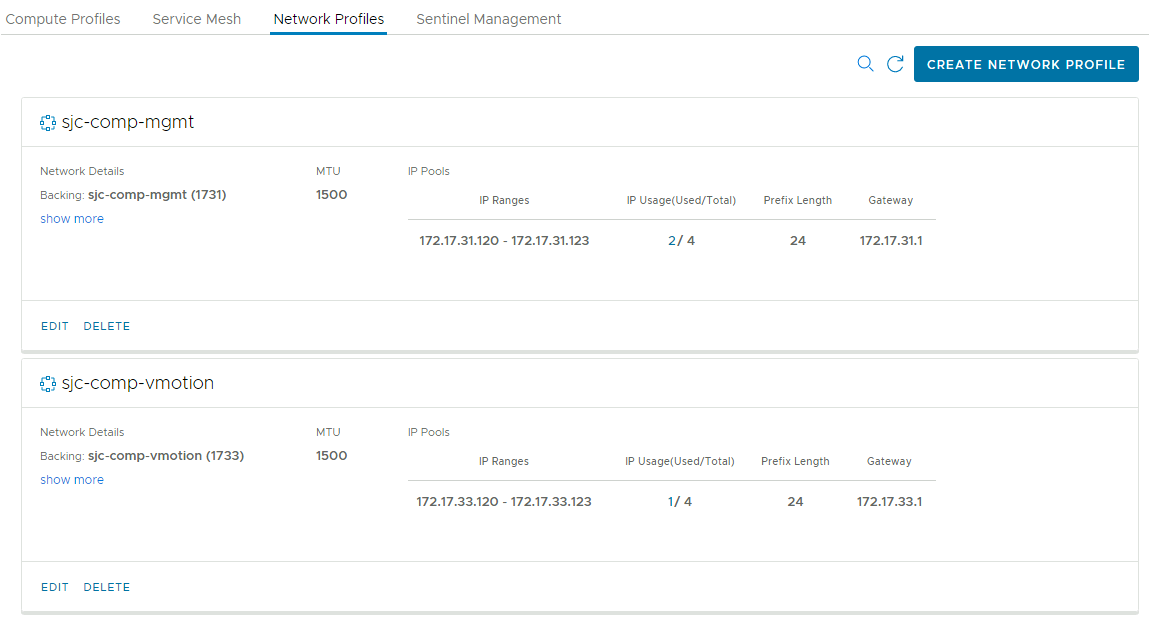 Compute Profiles Service Mesh Network Profiles Sentinel Management
CREATE NETWORK PROFILE
sjc-comp-mgmt
Network Details MTU IP Pools
Backing: sjc-comp-mgmt (1731) 1500
IP Ranges IP Usage(Used/Total) Prefix Length Gateway
show more
172.17.31.120 - 172.17.31.123 2/ 4 24 172.17.31.1
EDIT DELETE
sjc-comp-vmotion
Network Details MTU IP Pools
Backing: sjc-comp-vmotion (1733) 1500
IP Ranges IP Usage(Used/Total) Prefix Length Gateway
show more
172.17.33.120 - 172.17.33.123 1/ 4 24 172.17.33.1
EDIT DELETE